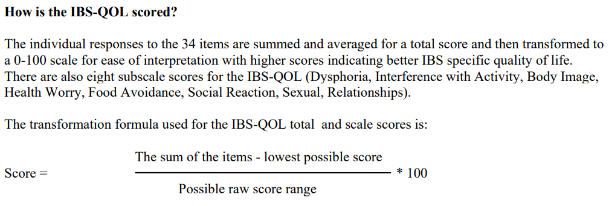 How is the IBS-QOL scored?
The individual responses to the 34 items are summed and averaged for a total score and then transformed to
a 0-100 scale for ease of interpretation with higher scores indicating better IBS specific quality of life.
There are also eight subscale scores for the IBS-QOL (Dysphoria, Interference with Activity, Body Image,
Health Worry, Food Avoidance, Social Reaction, Sexual, Relationships).
The transformation formula used for the IBS-QOL total and scale scores is:
The sum of the items - lowest possible score
Score = * 100
Possible raw score range